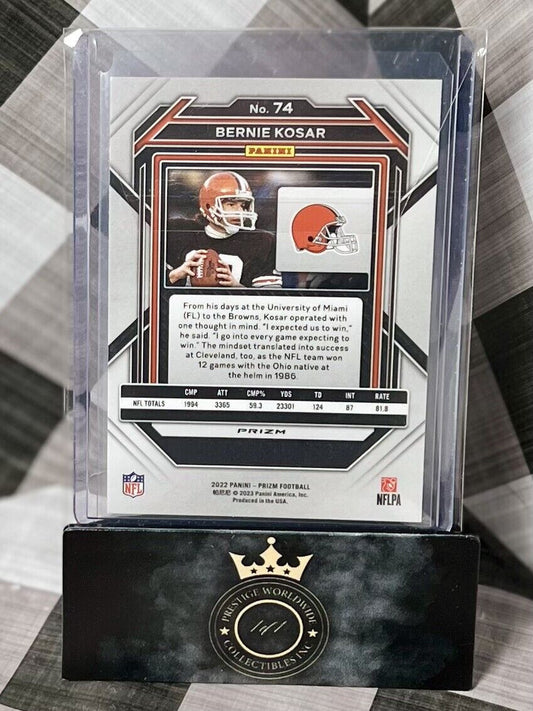 No. 74
BERNIE KOSAR
PANINI
From his days at the University of Miami
(FL) to the Browns, Kosar operated with
one thought in mind. "I expected us to win,"
he said. "I go into every game expecting to
win." The mindset translated into success
at Cleveland, too, as the NFL team won
12 games with the Ohio native at
the helm in 1986.
CMP ATT CMP% YDS TD INT RATE
NFL TOTALS 1994 3365 59.3 23301 124 87 81.8
PRIZM
2022 PANINI – PRIZM FOOTBALL
帕尼尼 © 2023 Panini America, Inc.
Produced in the USA.
NFL
NFLPA
PRESTIGE WORLDWIDE
1of1
COLLECTIBLES INC